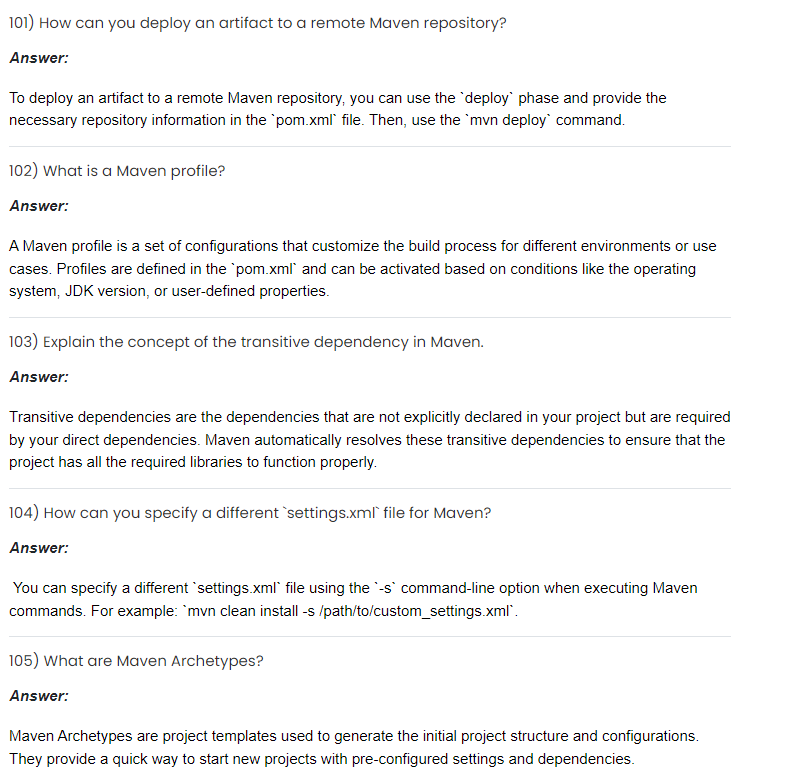 101) How can you deploy an artifact to a remote Maven repository?
Answer:
To deploy an artifact to a remote Maven repository, you can use the `deploy` phase and provide the
necessary repository information in the `pom.xml` file. Then, use the `mvn deploy` command.
102) What is a Maven profile?
Answer:
A Maven profile is a set of configurations that customize the build process for different environments or use
cases. Profiles are defined in the `pom.xml` and can be activated based on conditions like the operating
system, JDK version, or user-defined properties.
103) Explain the concept of the transitive dependency in Maven.
Answer:
Transitive dependencies are the dependencies that are not explicitly declared in your project but are required
by your direct dependencies. Maven automatically resolves these transitive dependencies to ensure that the
project has all the required libraries to function properly.
104) How can you specify a different `settings.xml` file for Maven?
Answer:
You can specify a different `settings.xml` file using the `-s` command-line option when executing Maven
commands. For example: `mvn clean install -s /path/to/custom_settings.xml`.
105) What are Maven Archetypes?
Answer:
Maven Archetypes are project templates used to generate the initial project structure and configurations.
They provide a quick way to start new projects with pre-configured settings and dependencies.